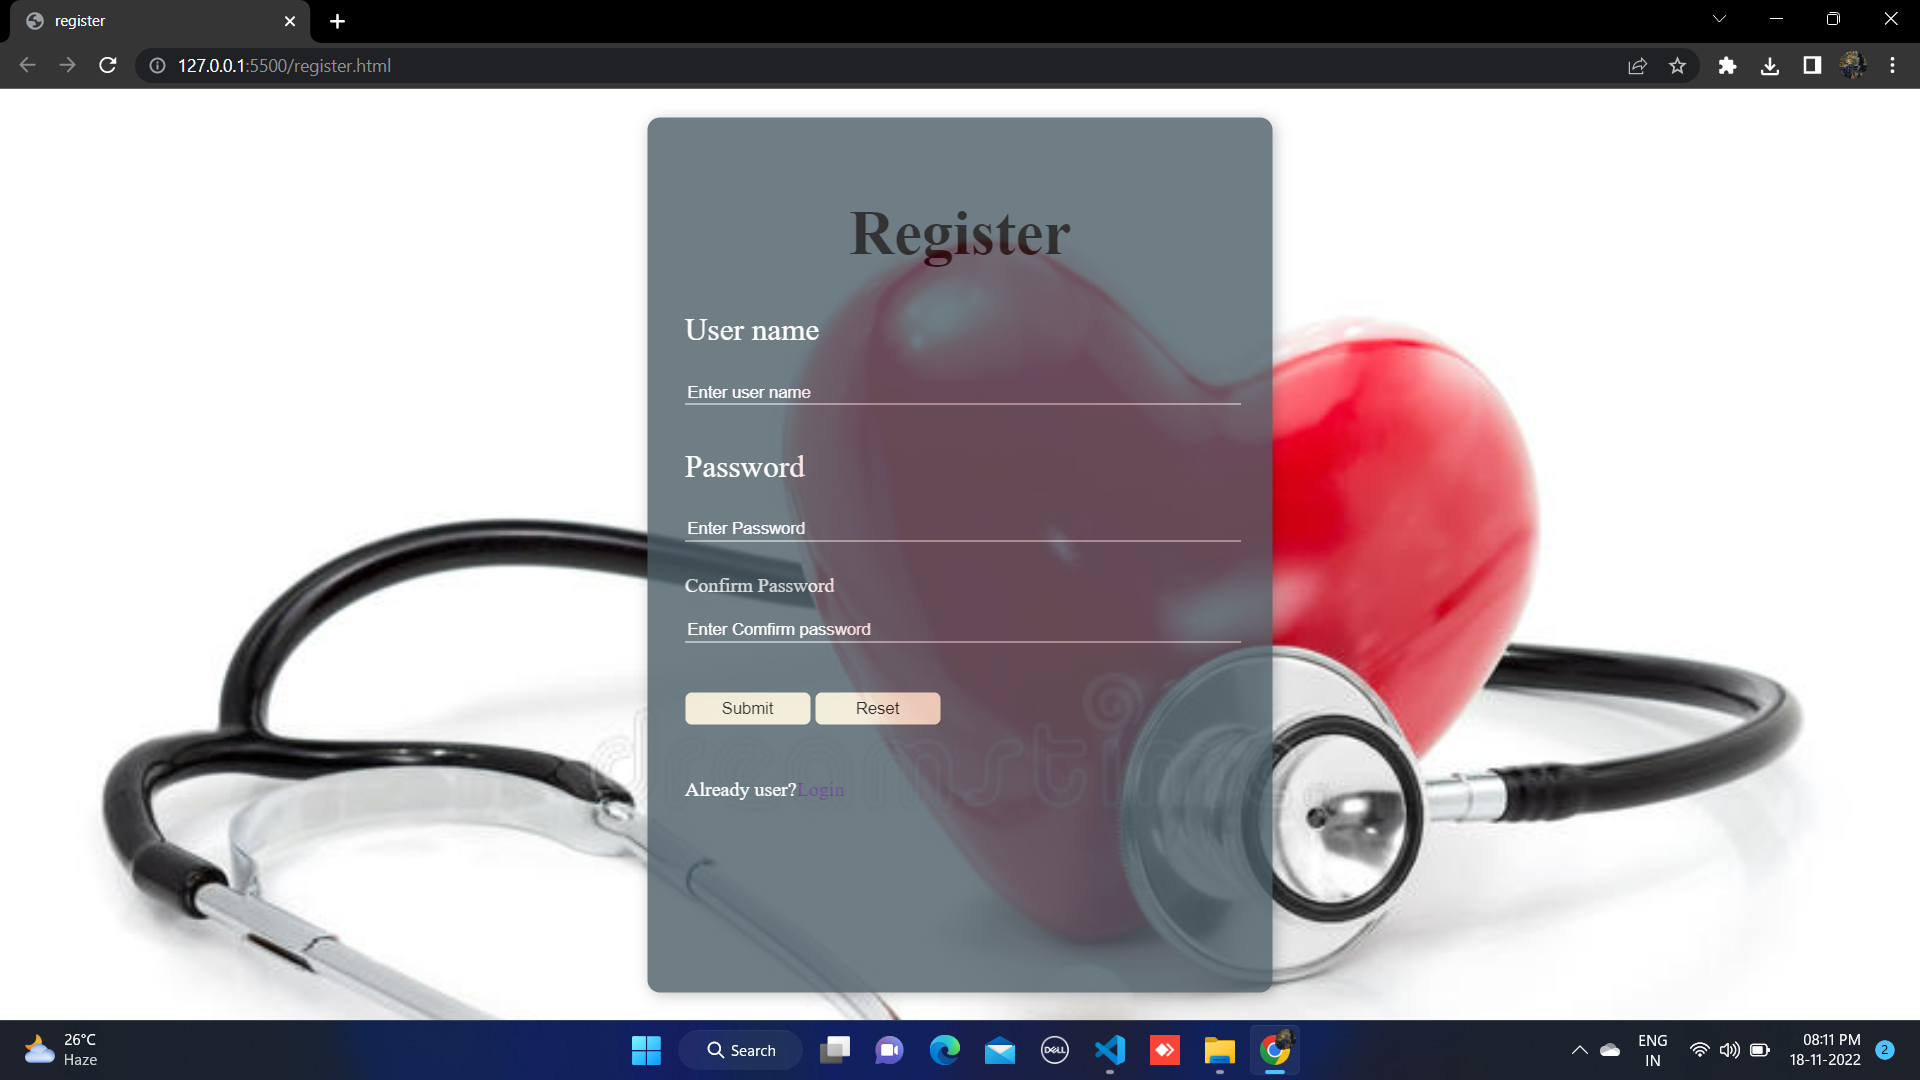 register
127.0.0.1:5500/register.html
Register
User name
Enter user name
Password
Enter Password
Confirm Password
Enter Comfirm password
Submit Reset
dreamstime
Already user?Login
26°C
Haze
Search
DELL
ENG
IN
08:11 PM
18-11-2022
2